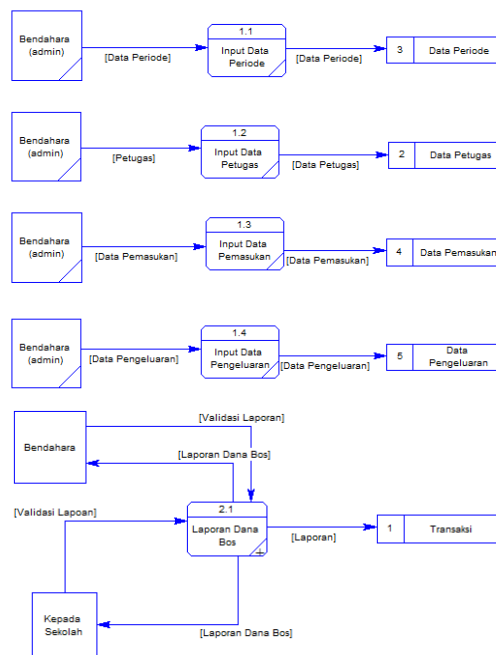 Bendahara
(admin)
[Data Periode]
1.1
Input Data
Periode
[Data Periode]
3
Data Periode
Bendahara
(admin)
[Petugas]
1.2
Input Data
Petugas
[Data Petugas]
2
Data Petugas
Bendahara
(admin)
[Data Pemasukan]
1.3
Input Data
Pemasukan
[Data Pemasukan]
4
Data Pemasukan
Bendahara
(admin)
[Data Pengeluaran]
1.4
Input Data
Pengeluaran
[Data Pengeluaran]
5
Data
Pengeluaran
Bendahara
[Validasi Laporan]
[Laporan Dana Bos]
[Validasi Lapoan]
2.1
Laporan Dana
Bos
[Laporan]
1
Transaksi
Kepada
Sekolah
[Laporan Dana Bos]